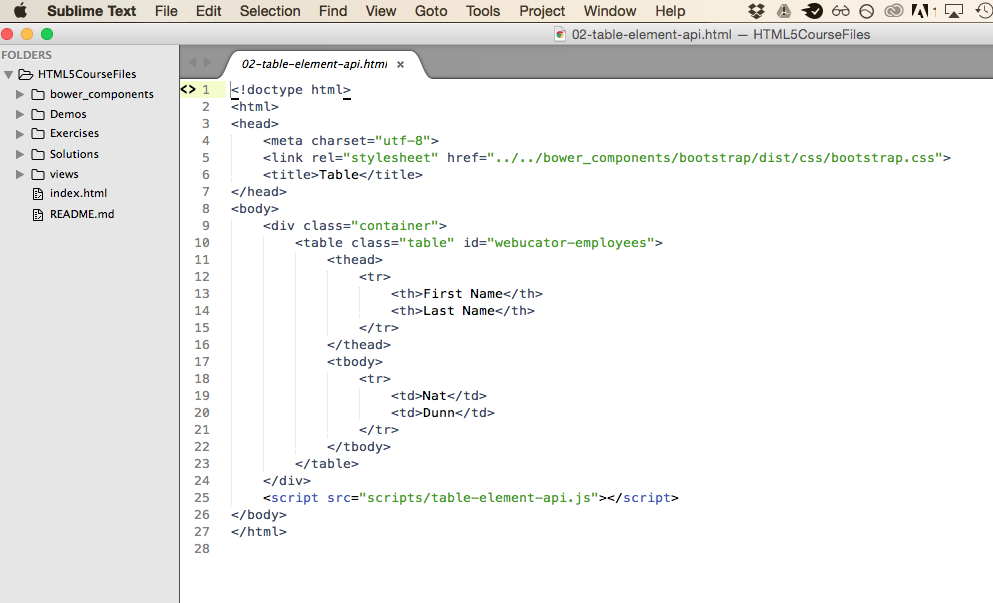 Sublime Text File Edit Selection Find View Goto Tools Project Window Help
02-table-element-api.html — HTML5CourseFiles
FOLDERS
HTML5CourseFiles
bower_components
Demos
Exercises
Solutions
views
index.html
README.md
02-table-element-api.html ×
<> 1 <!doctype html>
2 <html>
3 <head>
4     <meta charset="utf-8">
5     <link rel="stylesheet" href="../../bower_components/bootstrap/dist/css/bootstrap.css">
6     <title>Table</title>
7 </head>
8 <body>
9     <div class="container">
10         <table class="table" id="webucator-employees">
11             <thead>
12                 <tr>
13                     <th>First Name</th>
14                     <th>Last Name</th>
15                 </tr>
16             </thead>
17             <tbody>
18                 <tr>
19                     <td>Nat</td>
20                     <td>Dunn</td>
21                 </tr>
22             </tbody>
23         </table>
24     </div>
25     <script src="scripts/table-element-api.js"></script>
26 </body>
27 </html>
28